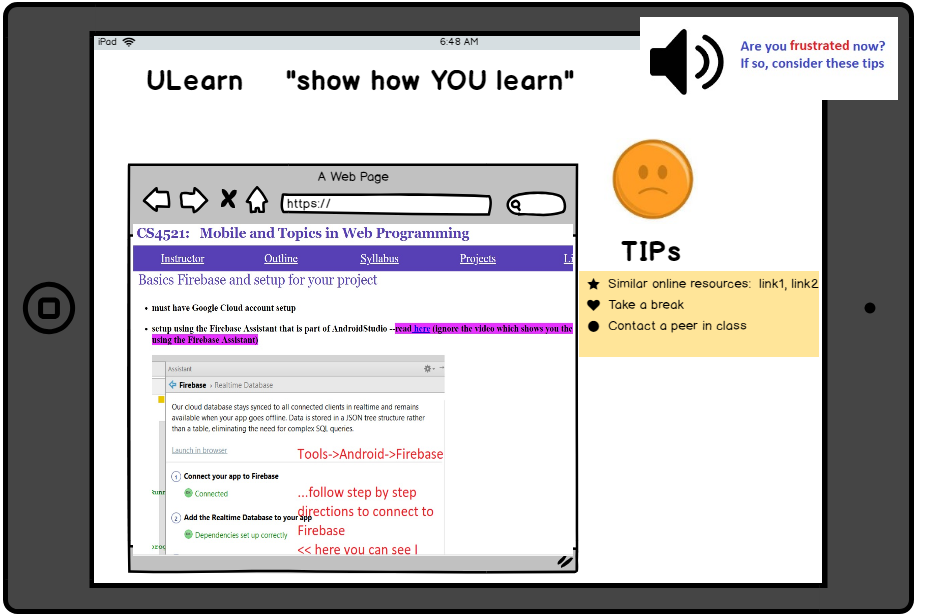 iPad
6:48 AM
Are you frustrated now?
If so, consider these tips
ULearn "show how YOU learn"
A Web Page
https://
CS4521: Mobile and Topics in Web Programming
Instructor Outline Syllabus Projects Li
Basics Firebase and setup for your project
must have Google Cloud account setup
setup using the Firebase Assistant that is part of AndroidStudio --read here (ignore the video which shows you the
using the Firebase Assistant)
Assistant
Firebase › Realtime Database
Our cloud database stays synced to all connected clients in realtime and remains
available when your app goes offline. Data is stored in a JSON tree structure rather
than a table, eliminating the need for complex SQL queries.
Launch in browser
Tools->Android->Firebase
1 Connect your app to Firebase
Connected
...follow step by step
directions to connect to
Firebase
<< here you can see I
2 Add the Realtime Database to your app
Dependencies set up correctly
TIPs
Similar online resources: link1, link2
Take a break
Contact a peer in class